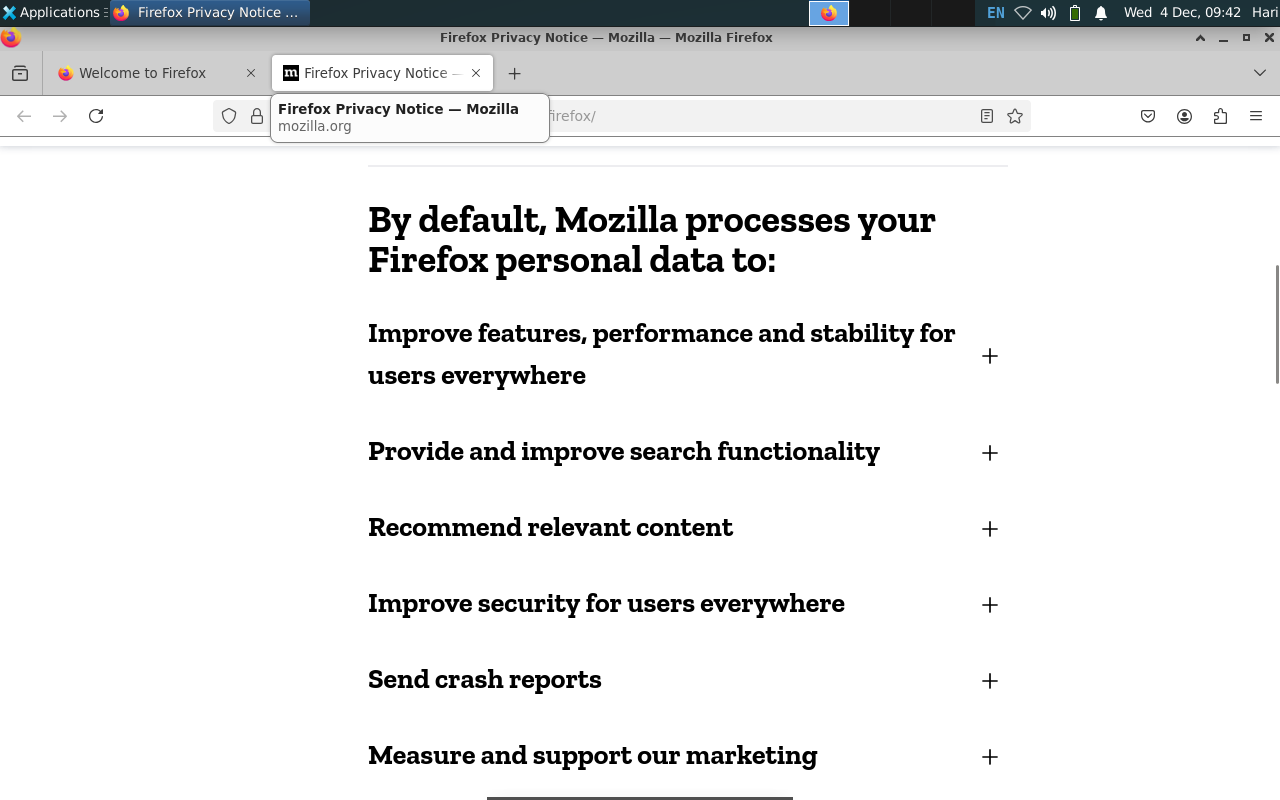 Applications
Firefox Privacy Notice ...
EN
Wed 4 Dec, 09:42
Hari
Firefox Privacy Notice — Mozilla — Mozilla Firefox
Welcome to Firefox
Firefox Privacy Notice —
Firefox Privacy Notice — Mozilla
mozilla.org
firefox/
By default, Mozilla processes your
Firefox personal data to:
Improve features, performance and stability for
users everywhere
Provide and improve search functionality
Recommend relevant content
Improve security for users everywhere
Send crash reports
Measure and support our marketing